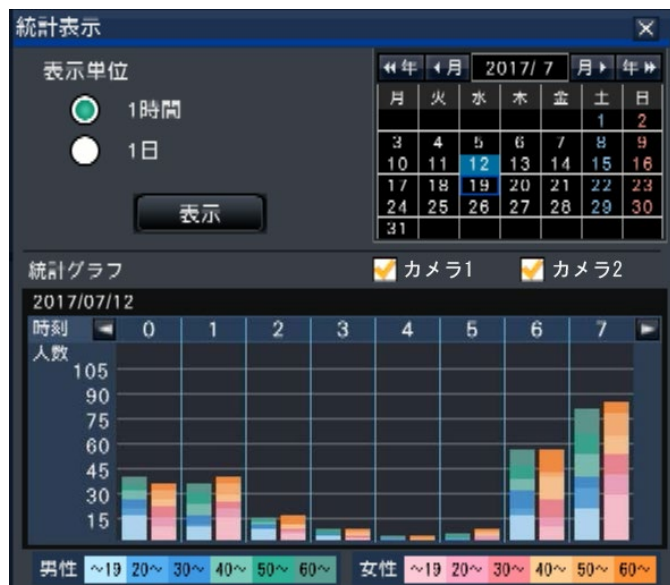 統計表示
表示単位
1時間
1日
表示
年 月 2017/ 7 月 年
月 火 水 木 金 土 日
1 2
3 4 5 6 7 8 9
10 11 12 13 14 15 16
17 18 19 20 21 22 23
24 25 26 27 28 29 30
31
統計グラフ
カメラ1 カメラ2
2017/07/12
時刻 0 1 2 3 4 5 6 7
人数
105
90
75
60
45
30
15
男性 ~19 20~ 30~ 40~ 50~ 60~ 女性 ~19 20~ 30~ 40~ 50~ 60~